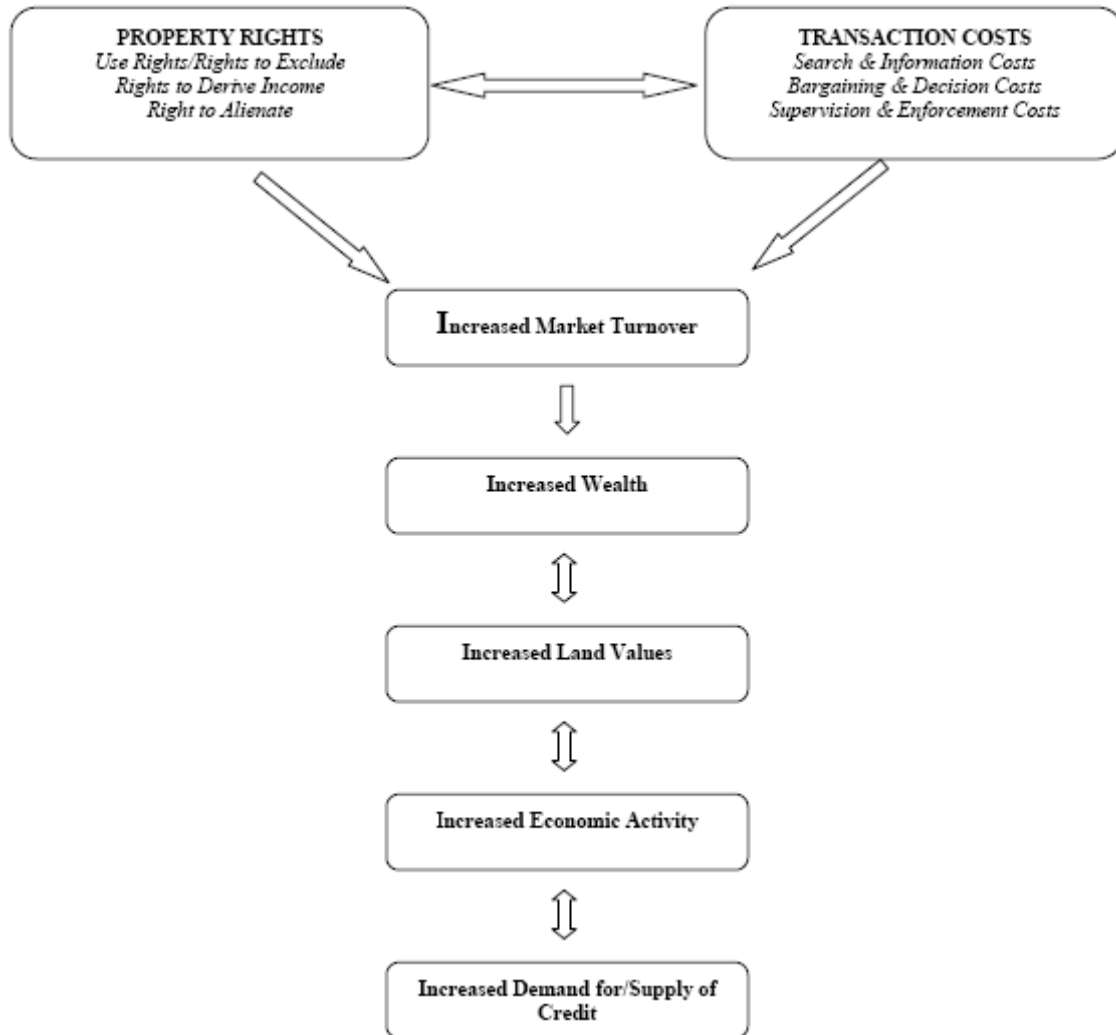 PROPERTY RIGHTS
Use Rights/Rights to Exclude
Rights to Derive Income
Right to Alienate
TRANSACTION COSTS
Search & Information Costs
Bargaining & Decision Costs
Supervision & Enforcement Costs
Increased Market Turnover
Increased Wealth
Increased Land Values
Increased Economic Activity
Increased Demand for/Supply of
Credit